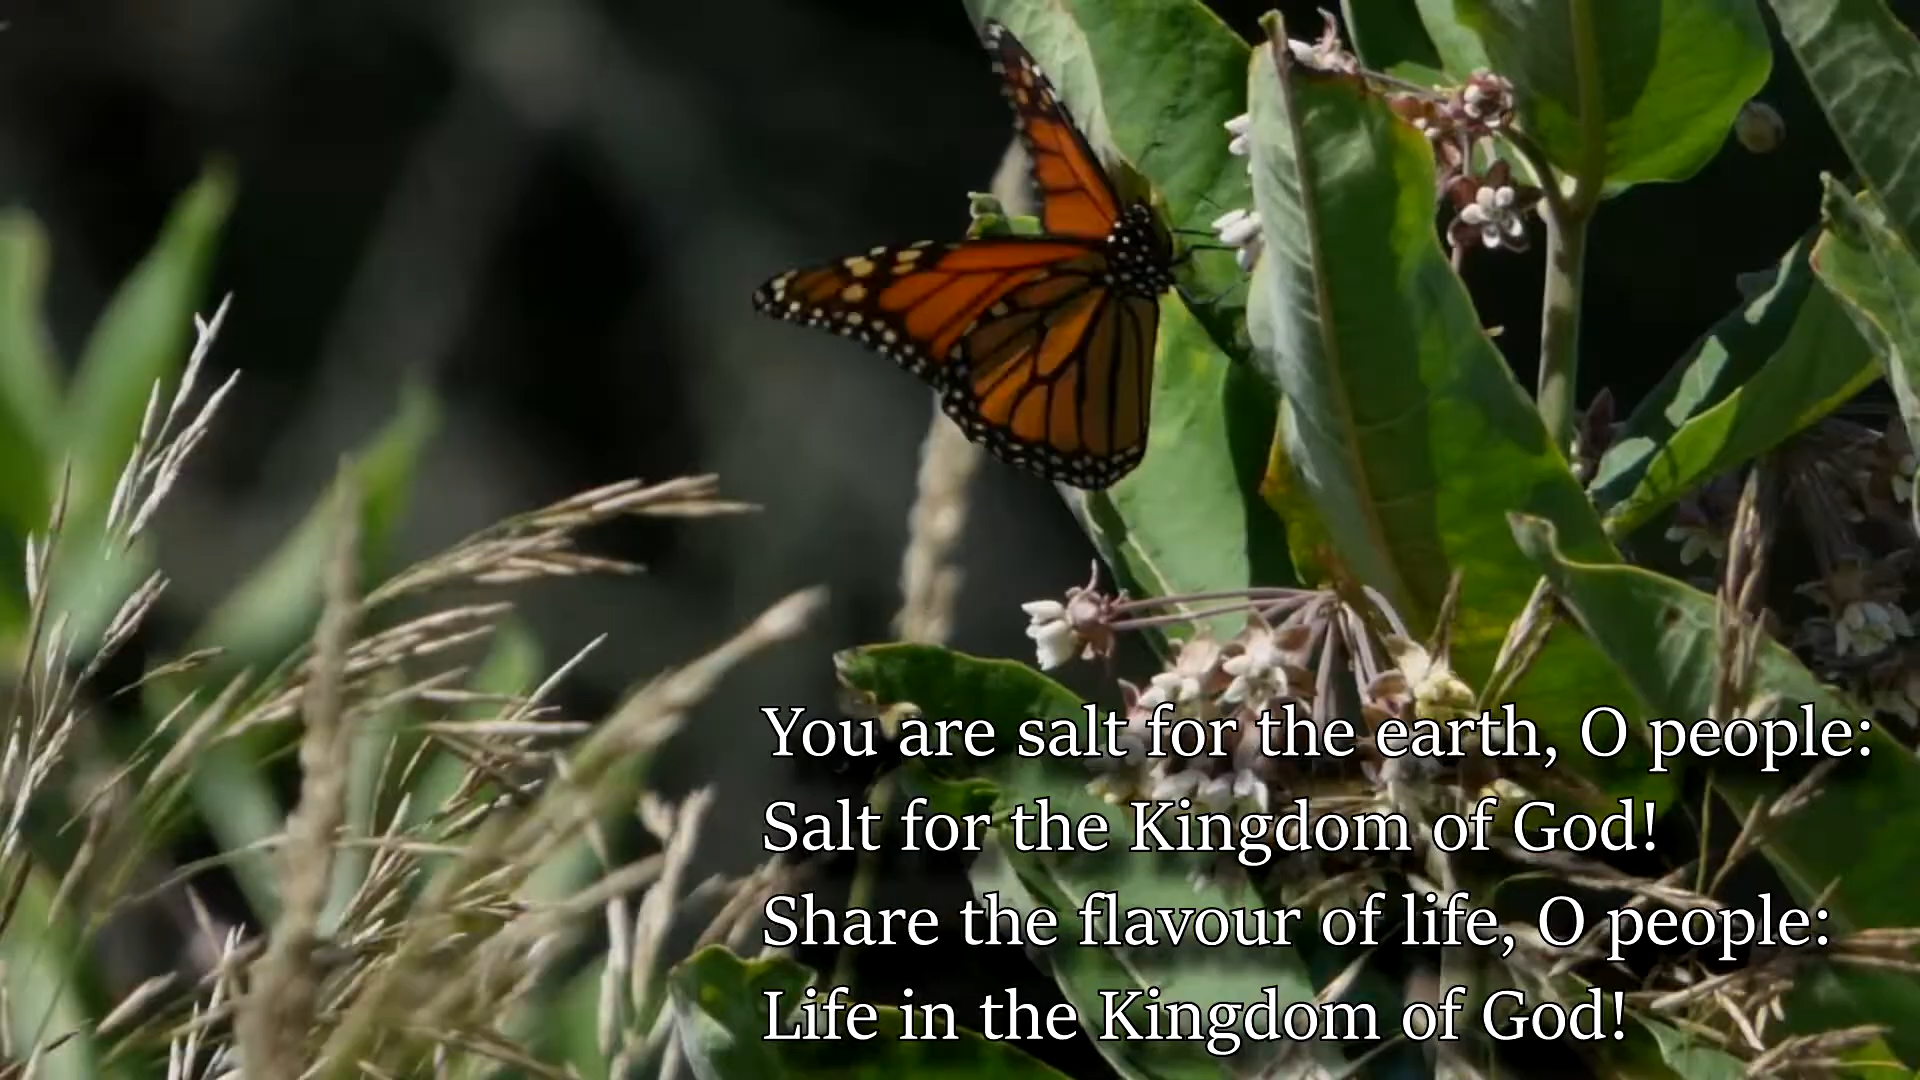 You are salt for the earth, O people:
Salt for the Kingdom of God!
Share the flavour of life, O people:
Life in the Kingdom of God!